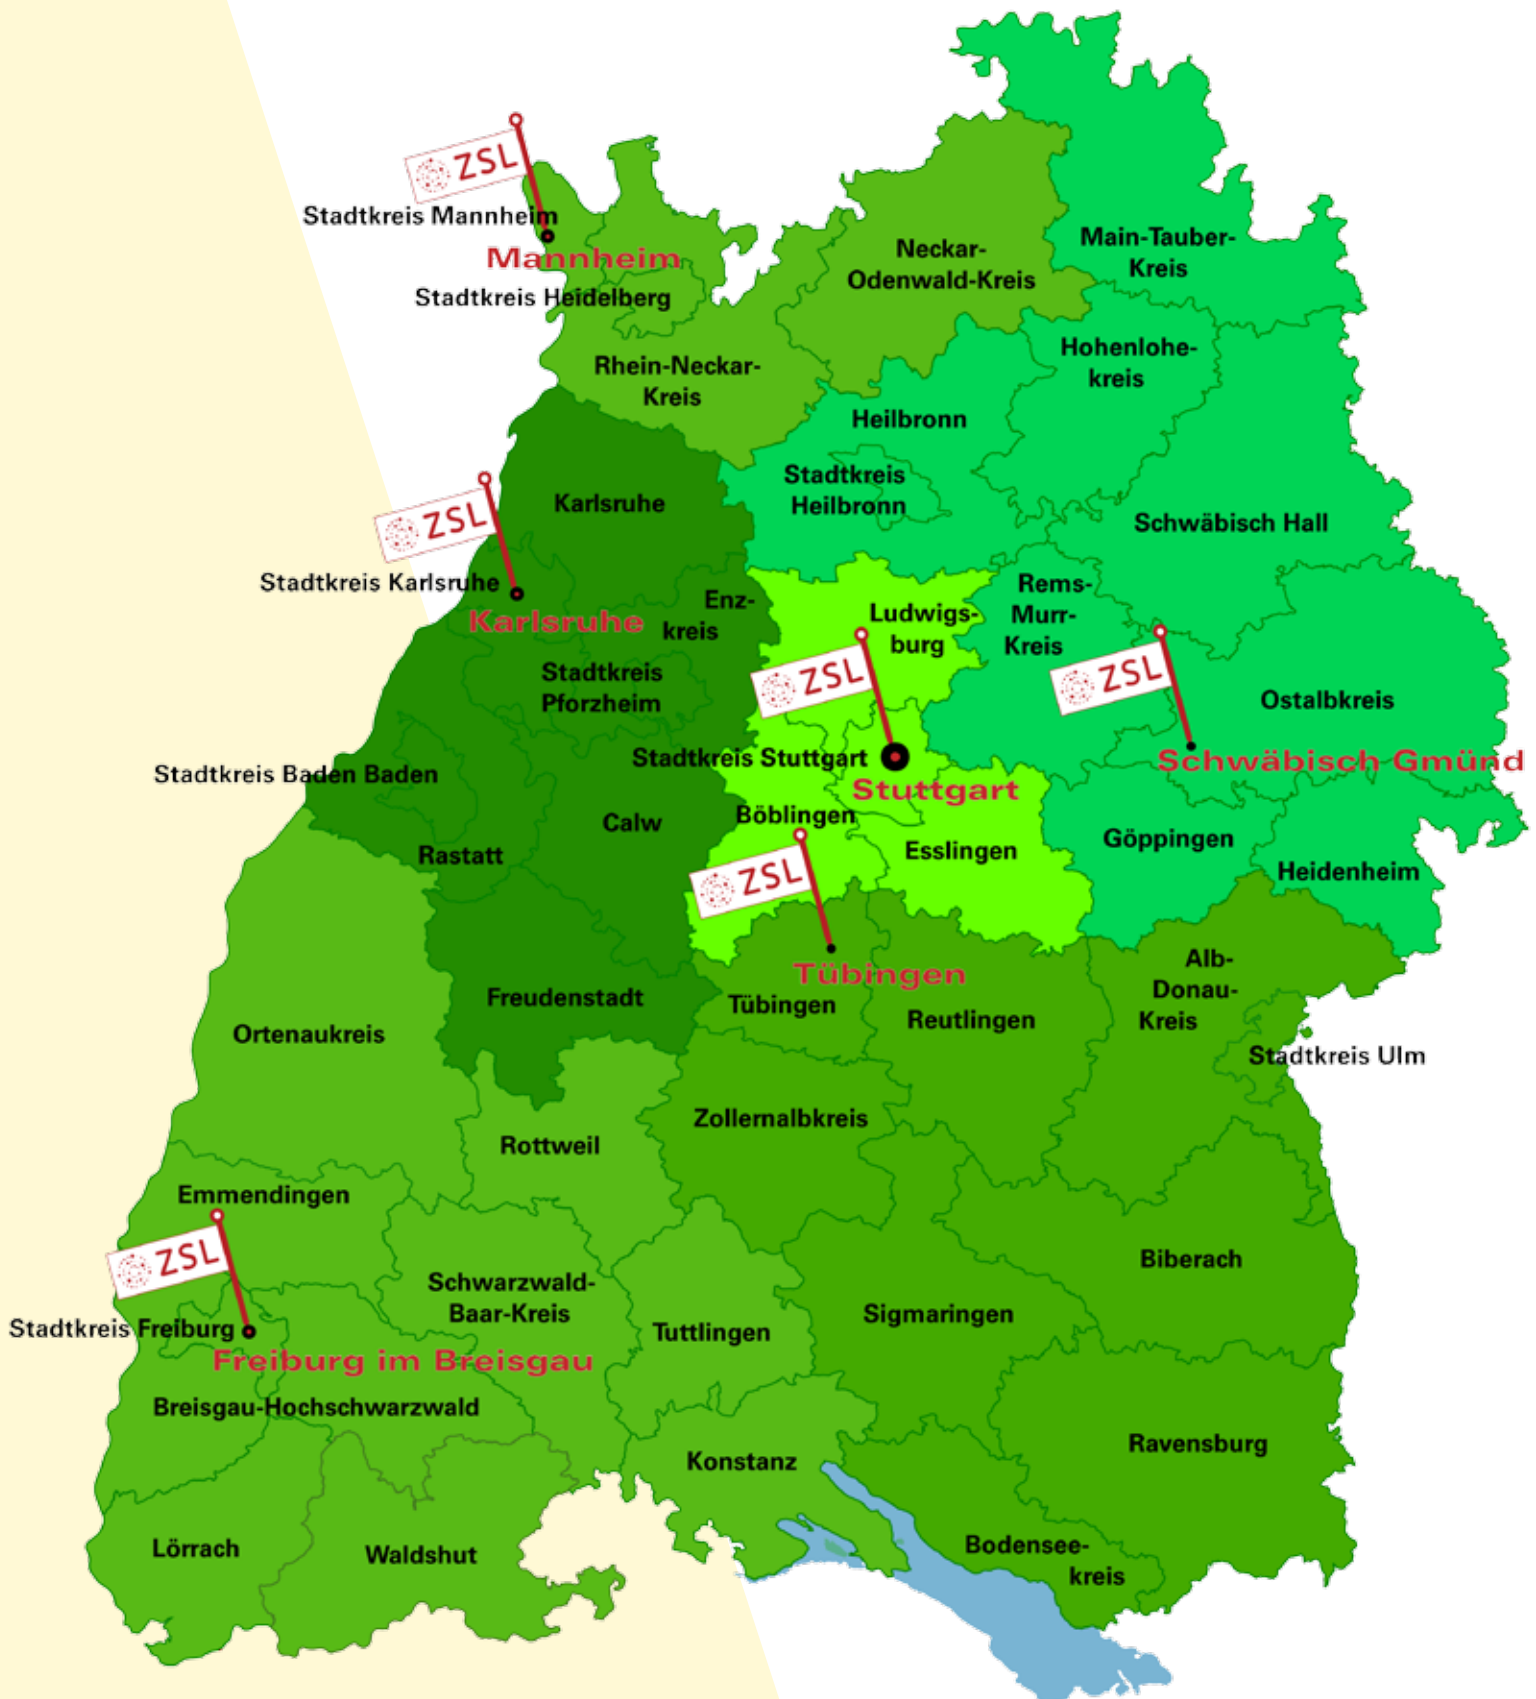 ZSL
Stadtkreis Mannheim
Mannheim
Stadtkreis Heidelberg
Neckar-
Odenwald-Kreis
Main-Tauber-
Kreis
Rhein-Neckar-
Kreis
Hohenlohe-
kreis
Heilbronn
Stadtkreis
Heilbronn
Schwäbisch Hall
Karlsruhe
ZSL
Stadtkreis Karlsruhe
Karlsruhe
Enz-
kreis
Stadtkreis
Pforzheim
Ludwigs-
burg
Rems-
Murr-
Kreis
ZSL
ZSL
Ostalbkreis
Schwäbisch Gmünd
Stadtkreis Stuttgart
Stuttgart
Stadtkreis Baden Baden
Rastatt
Calw
Böblingen
Esslingen
Göppingen
Heidenheim
ZSL
Tübingen
Tübingen
Reutlingen
Alb-
Donau-
Kreis
Stadtkreis Ulm
Freudenstadt
Ortenaukreis
Zollernalbkreis
Rottweil
Emmendingen
ZSL
Stadtkreis Freiburg
Freiburg im Breisgau
Schwarzwald-
Baar-Kreis
Tuttlingen
Sigmaringen
Biberach
Breisgau-Hochschwarzwald
Konstanz
Ravensburg
Lörrach
Waldshut
Bodensee-
kreis